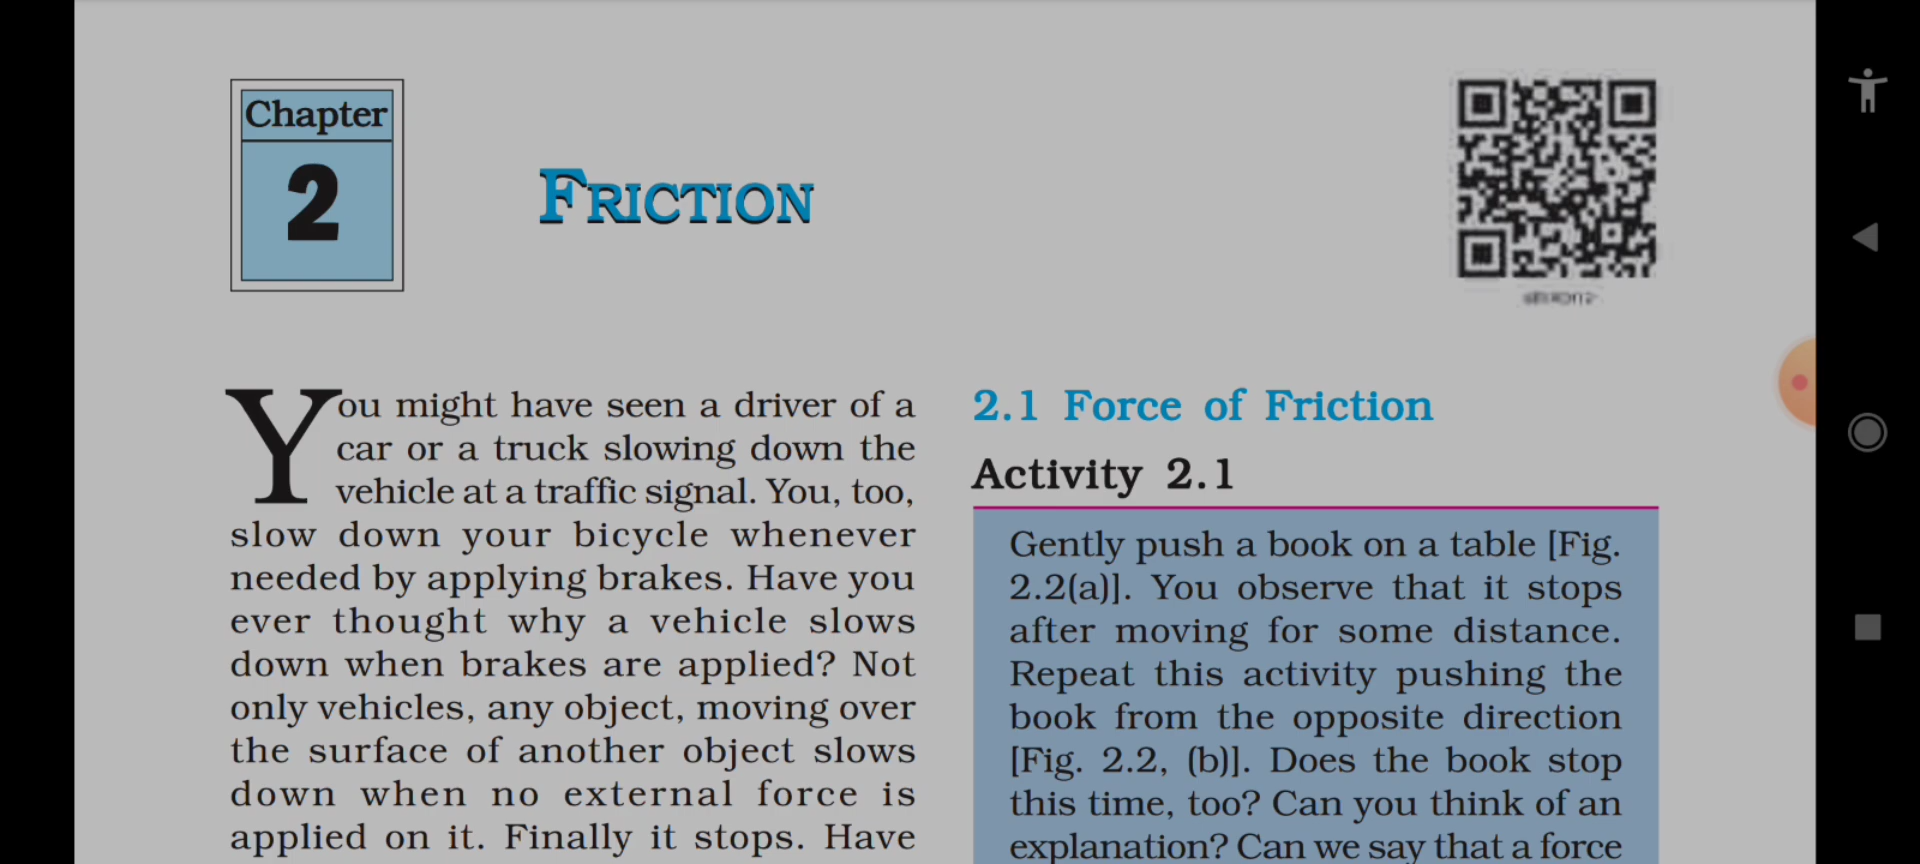 Chapter
2
FRICTION
You might have seen a driver of a
car or a truck slowing down the
vehicle at a traffic signal. You, too,
slow down your bicycle whenever
needed by applying brakes. Have you
ever thought why a vehicle slows
down when brakes are applied? Not
only vehicles, any object, moving over
the surface of another object slows
down when no external force is
applied on it. Finally it stops. Have
2.1 Force of Friction
Activity 2.1
Gently push a book on a table [Fig.
2.2(a)]. You observe that it stops
after moving for some distance.
Repeat this activity pushing the
book from the opposite direction
[Fig. 2.2, (b)]. Does the book stop
this time, too? Can you think of an
explanation? Can we say that a force